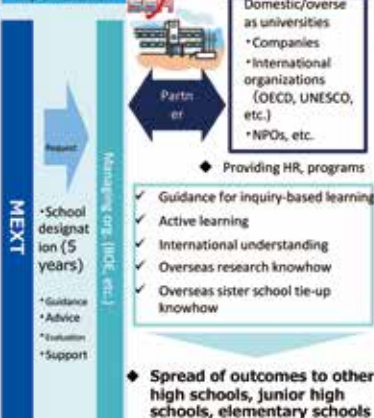 MEXT
Request
・School
designat
ion (5
years)
・Guidance
・Advice
・Evaluation
・Support
Managing org. (BOE, etc.)
Domestic/overse
as universities
・Companies
・International
organizations
(OECD, UNESCO,
etc.)
・NPOs, etc.
Partn
er
◆ Providing HR, programs
✓ Guidance for inquiry-based learning
✓ Active learning
✓ International understanding
✓ Overseas research knowhow
✓ Overseas sister school tie-up
knowhow
◆ Spread of outcomes to other
high schools, junior high
schools, elementary schools